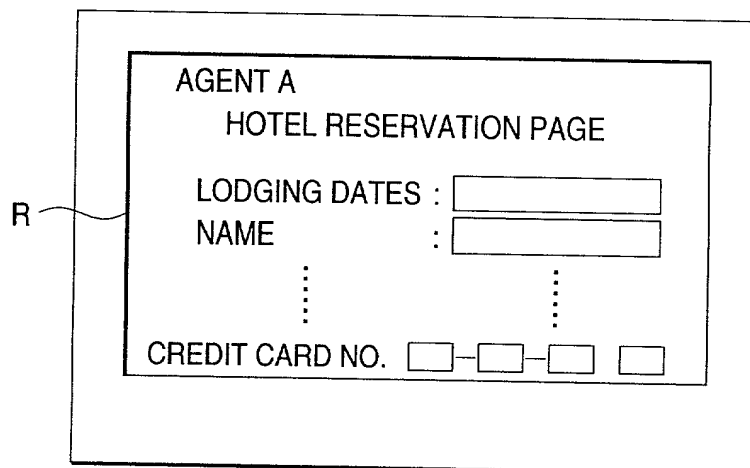 AGENT A
HOTEL RESERVATION PAGE
LODGING DATES :
NAME :
R
CREDIT CARD NO.